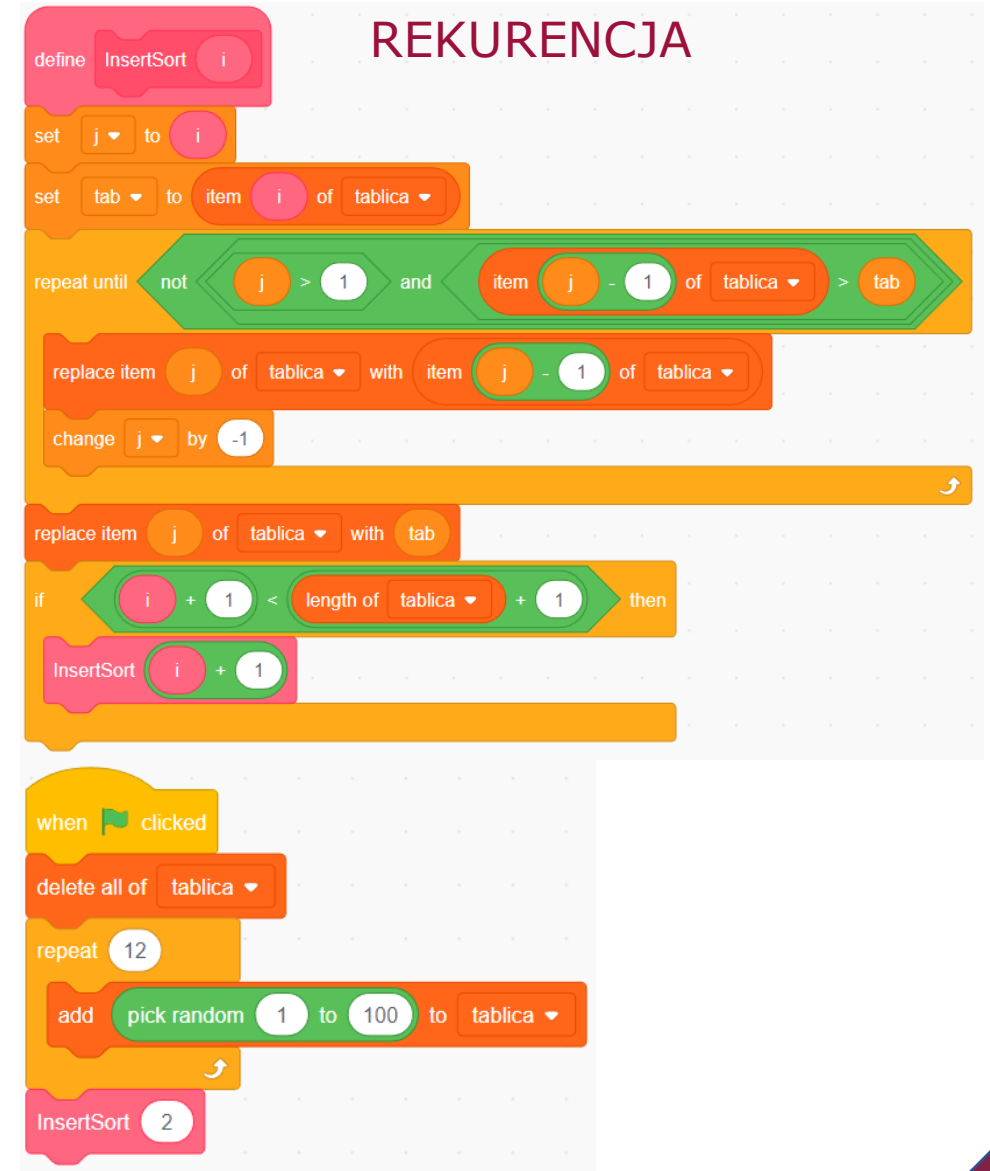 REKURENCJA
define InsertSort i
set j to i
set tab to item i of tablica
repeat until not j > 1 and item j - 1 of tablica > tab
replace item j of tablica with item j - 1 of tablica
change j by -1
replace item j of tablica with tab
if i + 1 < length of tablica + 1 then
InsertSort i + 1
when clicked
delete all of tablica
repeat 12
add pick random 1 to 100 to tablica
InsertSort 2